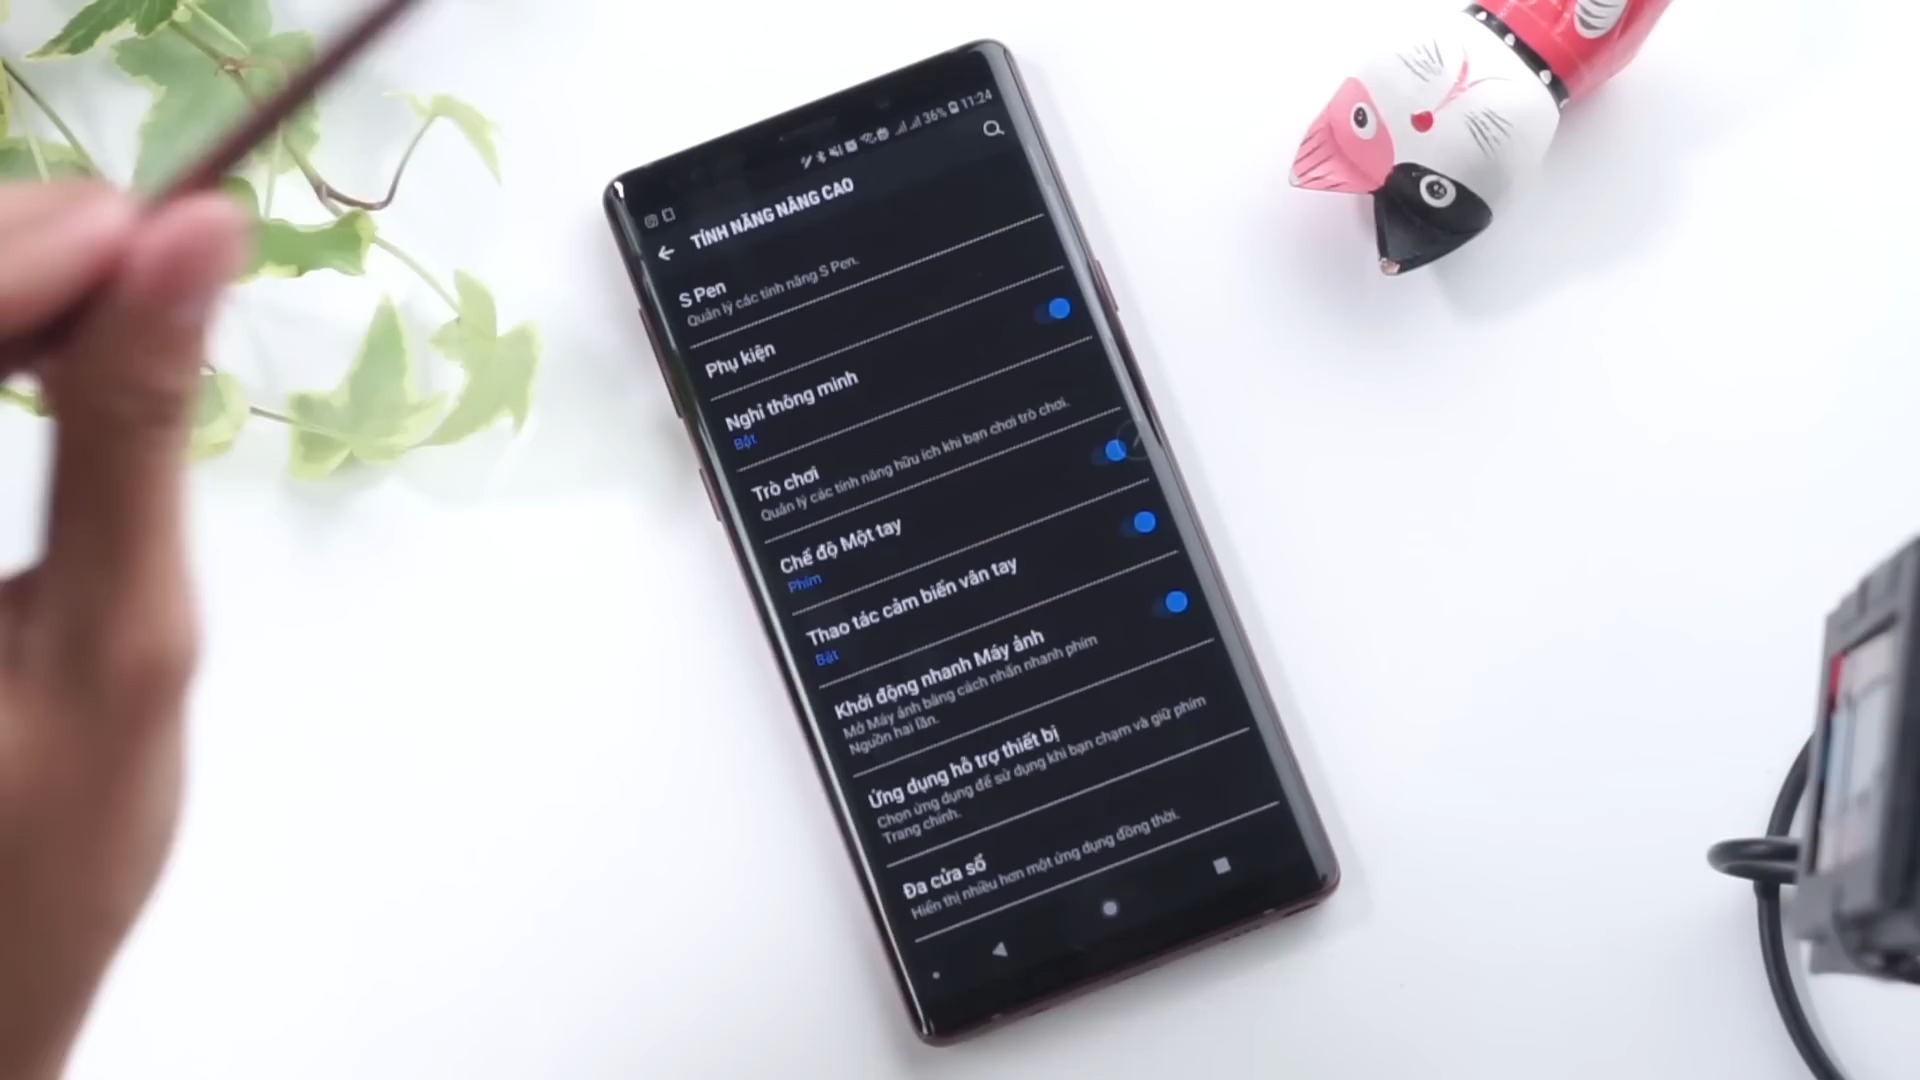 36% 11:24
TÍNH NĂNG NÂNG CAO
S Pen
Quản lý các tính năng S Pen.
Phụ kiện
Nghỉ thông minh
Bật
Trò chơi
Quản lý các tính năng hữu ích khi bạn chơi trò chơi.
Chế độ Một tay
Phím
Thao tác cảm biến vân tay
Bật
Khởi động nhanh Máy ảnh
Mở Máy ảnh bằng cách nhấn nhanh phím
Nguồn hai lần.
Ứng dụng hỗ trợ thiết bị
Chọn ứng dụng để sử dụng khi bạn chạm và giữ phím
Trang chính.
Đa cửa sổ
Hiển thị nhiều hơn một ứng dụng đồng thời.